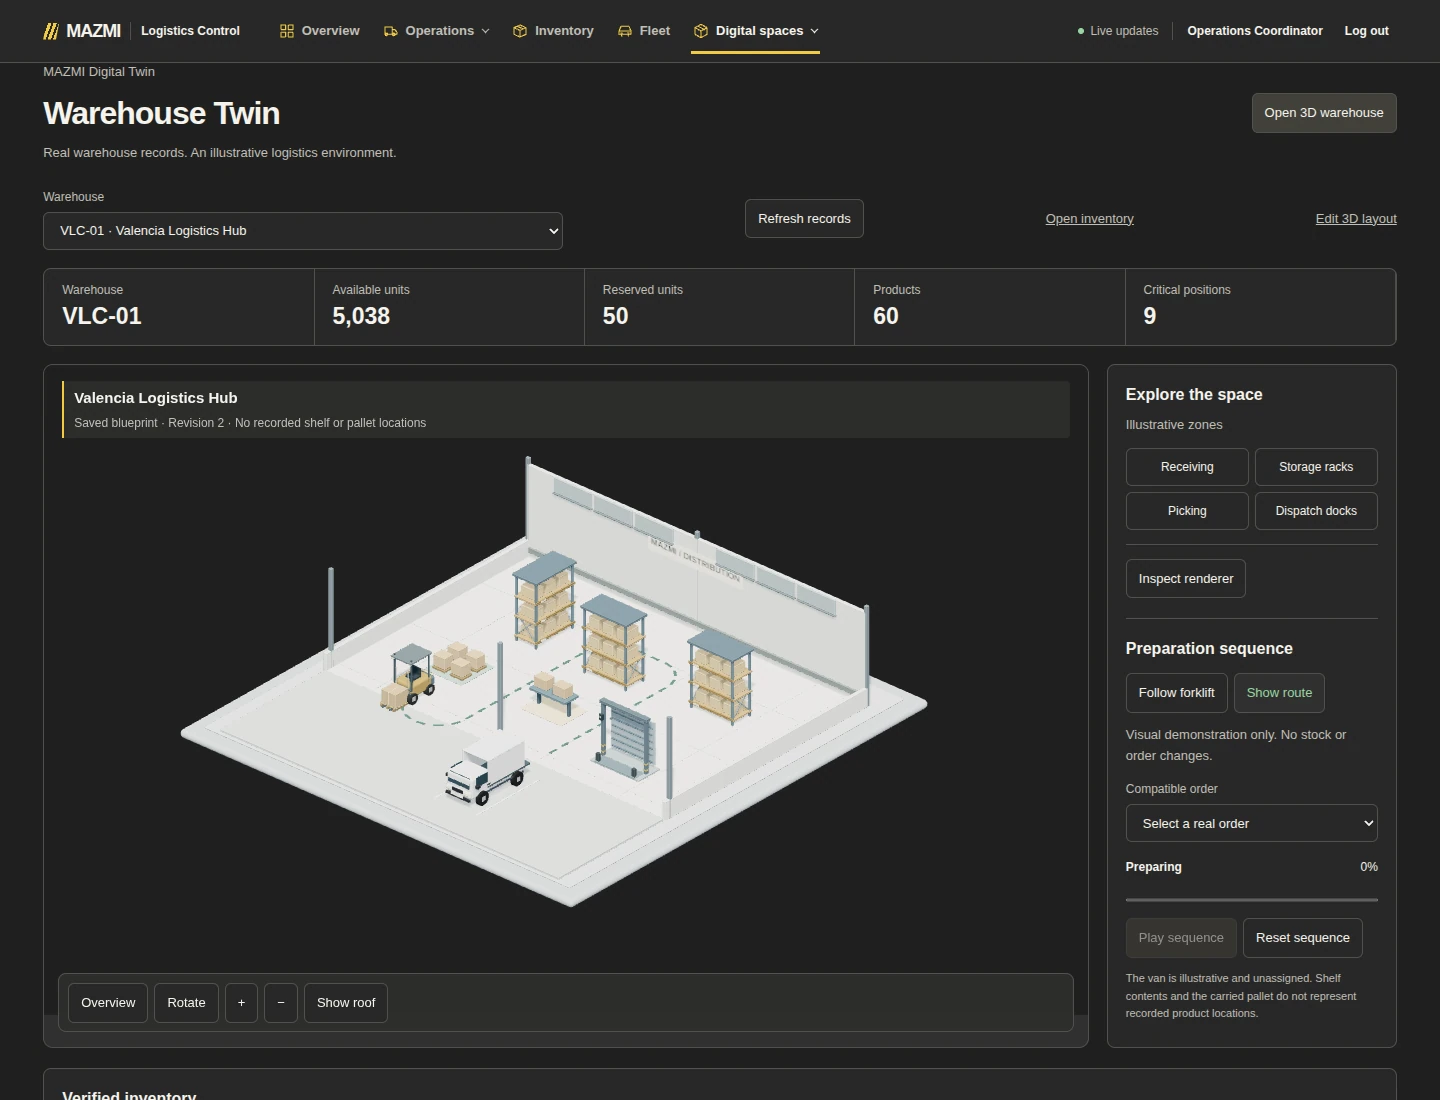 MAZMI Logistics Control Overview Operations Inventory Fleet Digital spaces Live updates Operations Coordinator Log out
MAZMI Digital Twin
Warehouse Twin
Open 3D warehouse
Real warehouse records. An illustrative logistics environment.
Warehouse
VLC-01 · Valencia Logistics Hub
Refresh records
Open inventory
Edit 3D layout
Warehouse
VLC-01
Available units
5,038
Reserved units
50
Products
60
Critical positions
9
Valencia Logistics Hub
Saved blueprint · Revision 2 · No recorded shelf or pallet locations
MAZMI / DISTRIBUTION
Overview Rotate + − Show roof
Explore the space
Illustrative zones
Receiving Storage racks
Picking Dispatch docks
Inspect renderer
Preparation sequence
Follow forklift Show route
Visual demonstration only. No stock or
order changes.
Compatible order
Select a real order
Preparing 0%
Play sequence Reset sequence
The van is illustrative and unassigned. Shelf
contents and the carried pallet do not represent
recorded product locations.
Verified inventory